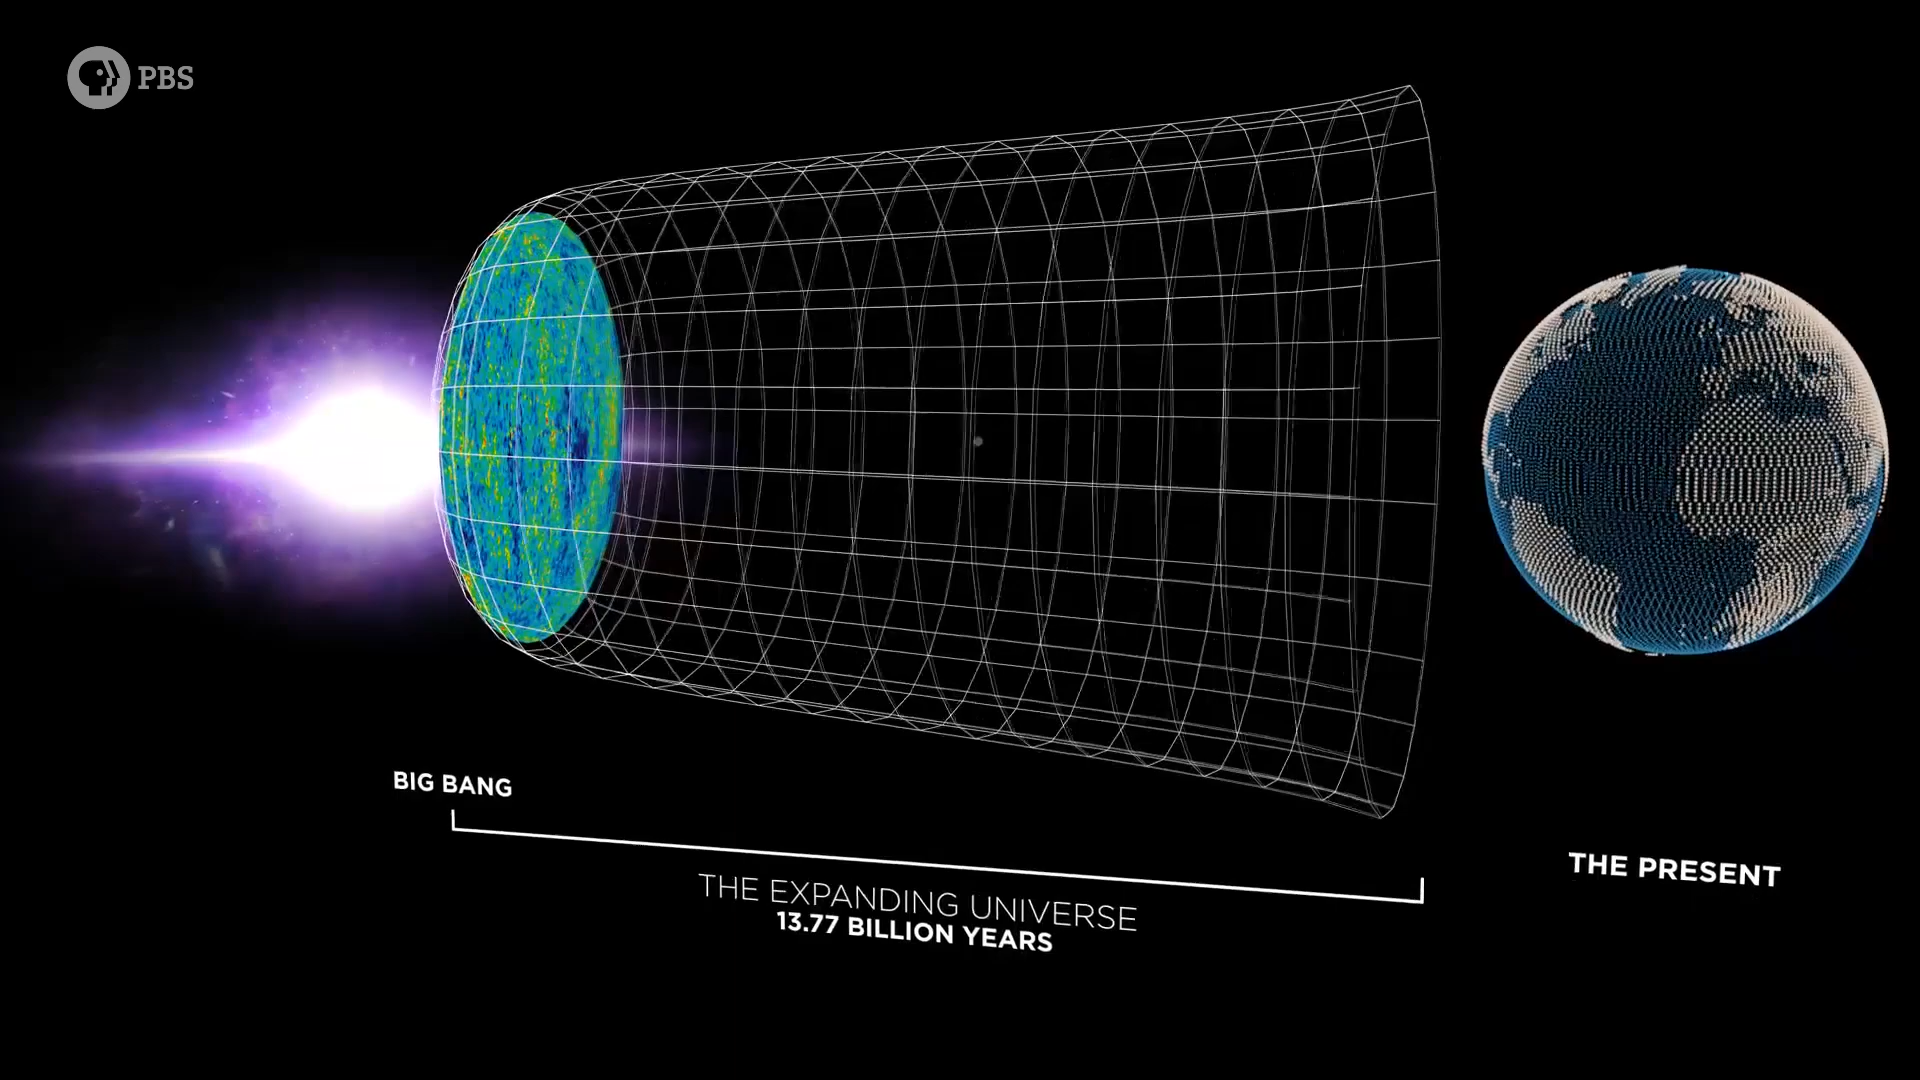 PBS
BIG BANG
THE EXPANDING UNIVERSE
13.77 BILLION YEARS
THE PRESENT